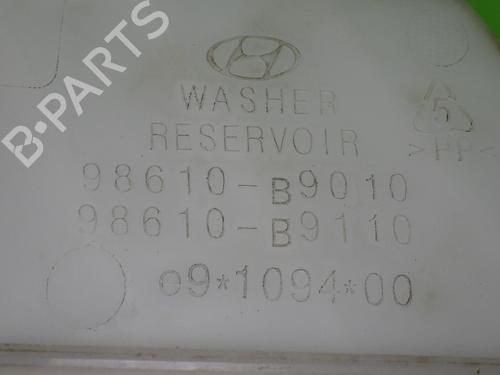 B-PARTS
WASHER
RESERVOIR
5
>PP<
98610-B9010
98610-B9110
e9*1094*00